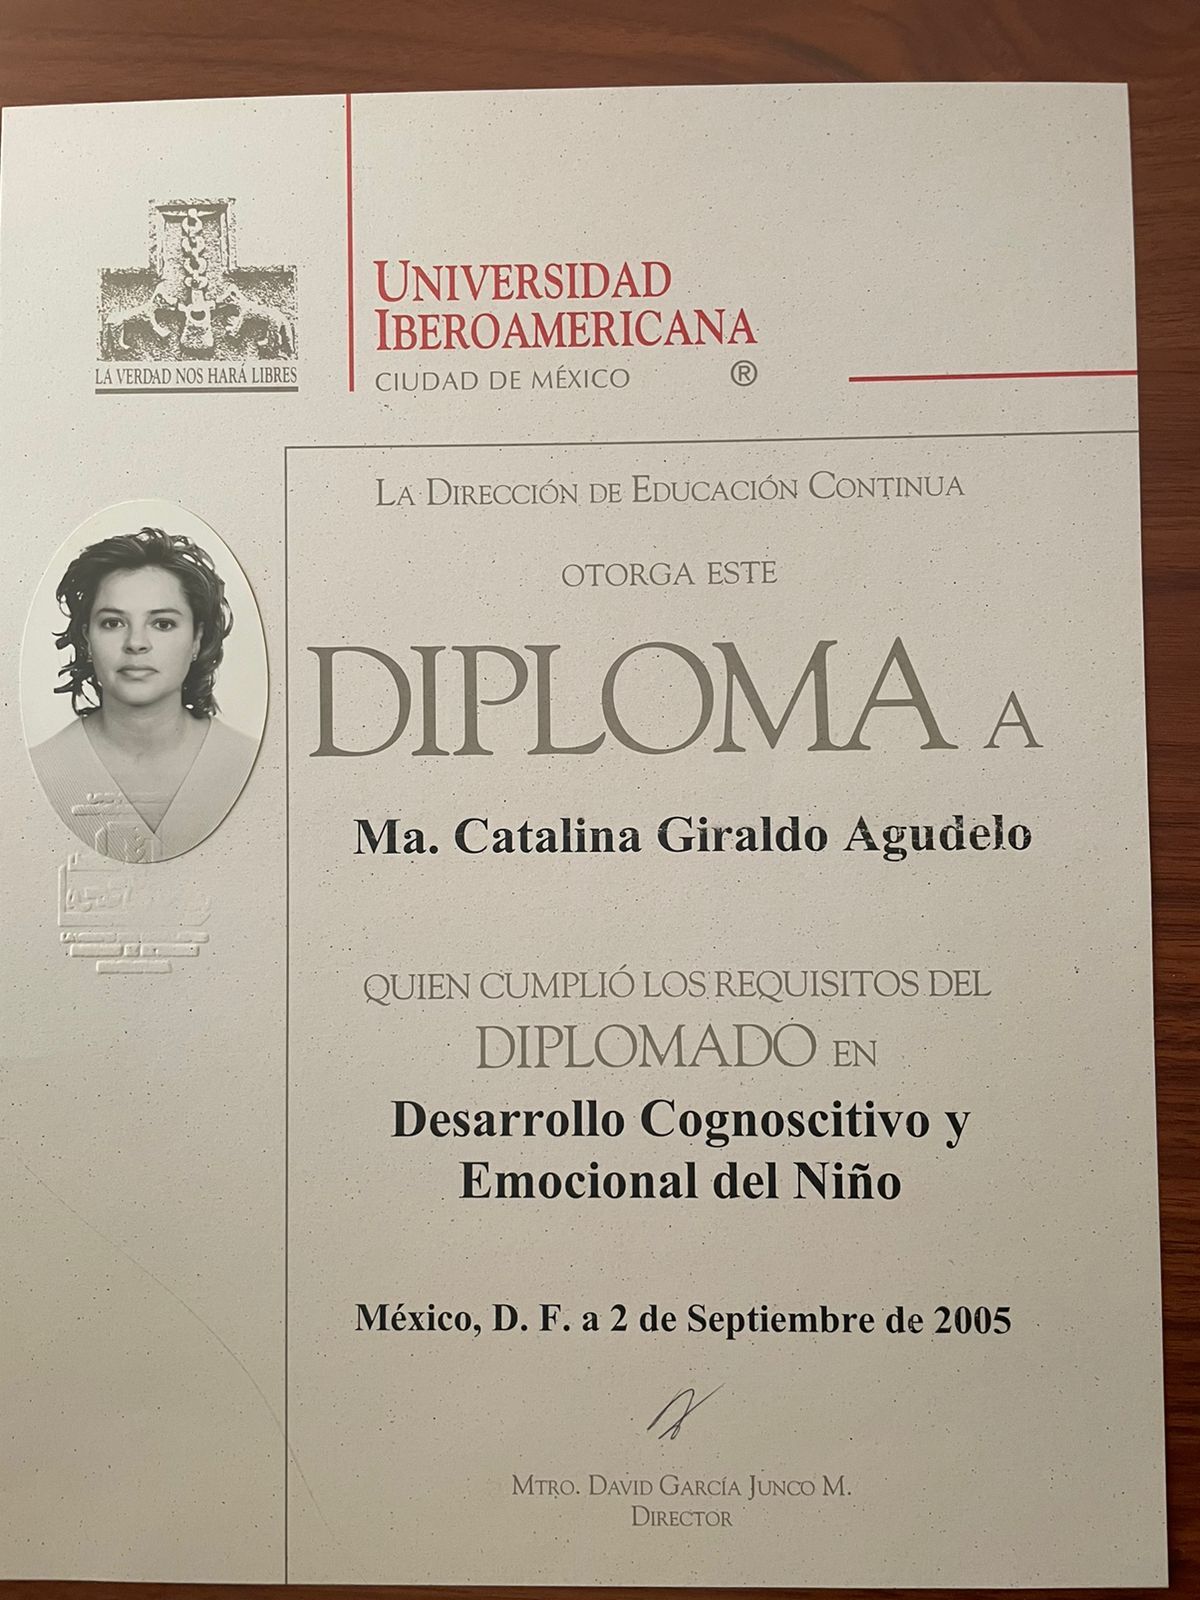 LA VERDAD NOS HARÁ LIBRES
UNIVERSIDAD
IBEROAMERICANA
CIUDAD DE MÉXICO ®
LA DIRECCIÓN DE EDUCACIÓN CONTINUA
OTORGA ESTE
DIPLOMA A
Ma. Catalina Giraldo Agudelo
QUIEN CUMPLIÓ LOS REQUISITOS DEL
DIPLOMADO EN
Desarrollo Cognoscitivo y
Emocional del Niño
México, D. F. a 2 de Septiembre de 2005
MTRO. DAVID GARCÍA JUNCO M.
DIRECTOR